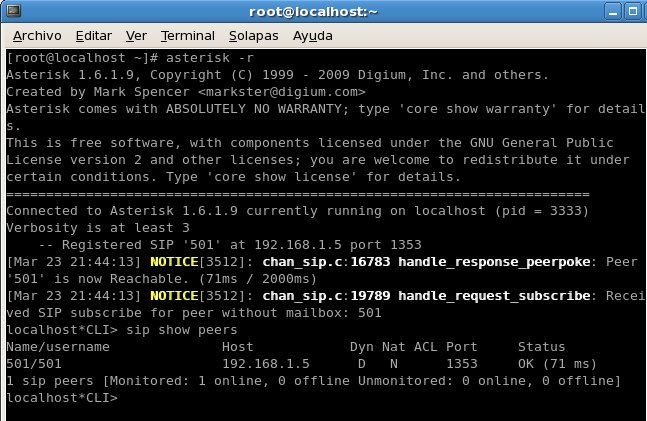 root@localhost:~
Archivo Editar Ver Terminal Solapas Ayuda
[root@localhost ~]# asterisk -r
Asterisk 1.6.1.9, Copyright (C) 1999 - 2009 Digium, Inc. and others.
Created by Mark Spencer <markster@digium.com>
Asterisk comes with ABSOLUTELY NO WARRANTY; type 'core show warranty' for detail
s.
This is free software, with components licensed under the GNU General Public
License version 2 and other licenses; you are welcome to redistribute it under
certain conditions. Type 'core show license' for details.
=========================================================================
Connected to Asterisk 1.6.1.9 currently running on localhost (pid = 3333)
Verbosity is at least 3
    -- Registered SIP '501' at 192.168.1.5 port 1353
[Mar 23 21:44:13] NOTICE[3512]: chan_sip.c:16783 handle_response_peerpoke: Peer
'501' is now Reachable. (71ms / 2000ms)
[Mar 23 21:44:13] NOTICE[3512]: chan_sip.c:19789 handle_request_subscribe: Recei
ved SIP subscribe for peer without mailbox: 501
localhost*CLI> sip show peers
Name/username              Host            Dyn Nat ACL Port     Status
501/501                    192.168.1.5      D   N      1353     OK (71 ms)
1 sip peers [Monitored: 1 online, 0 offline Unmonitored: 0 online, 0 offline]
localhost*CLI>